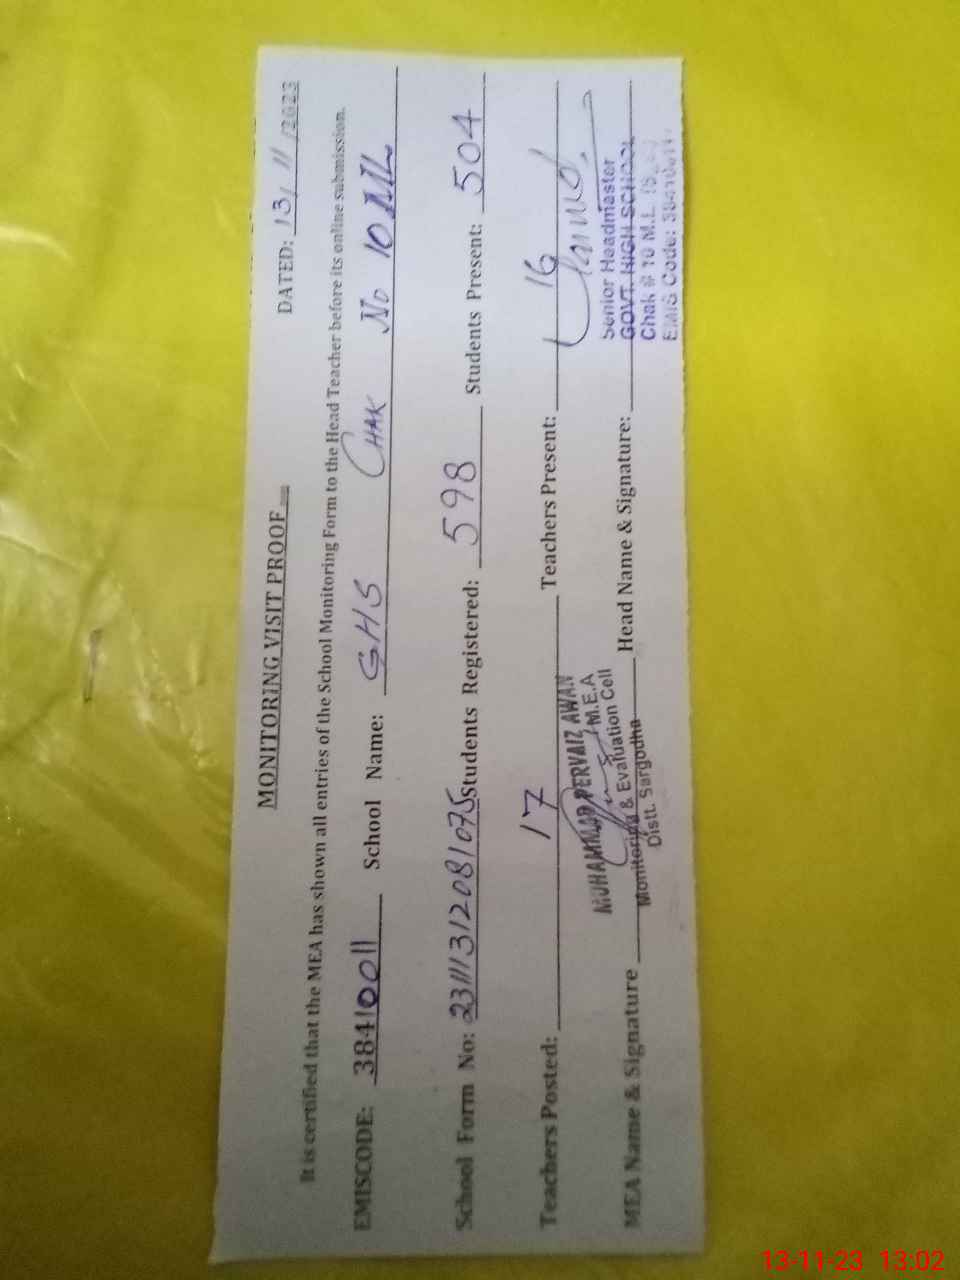 MONITORING VISIT PROOF
DATED: 13/11/2023
It is certified that the MEA has shown all entries of the School Monitoring Form to the Head Teacher before its online submission.
EMISCODE: 38410011 School Name: GHS CHAK No 10 ML
School Form No: 23111312081075 Students Registered: 598 Students Present: 504
Teachers Posted: 17 Teachers Present: 16
MUHAMMAD PERVAIZ AWAN
M.E.A
Monitoring & Evaluation Cell
Distt. Sargodha
MEA Name & Signature Head Name & Signature:
Senior Headmaster
GOVT. HIGH SCHOOL
Chak # 10 M.L.
EMIS Code: 38410011
13-11-23 13:02